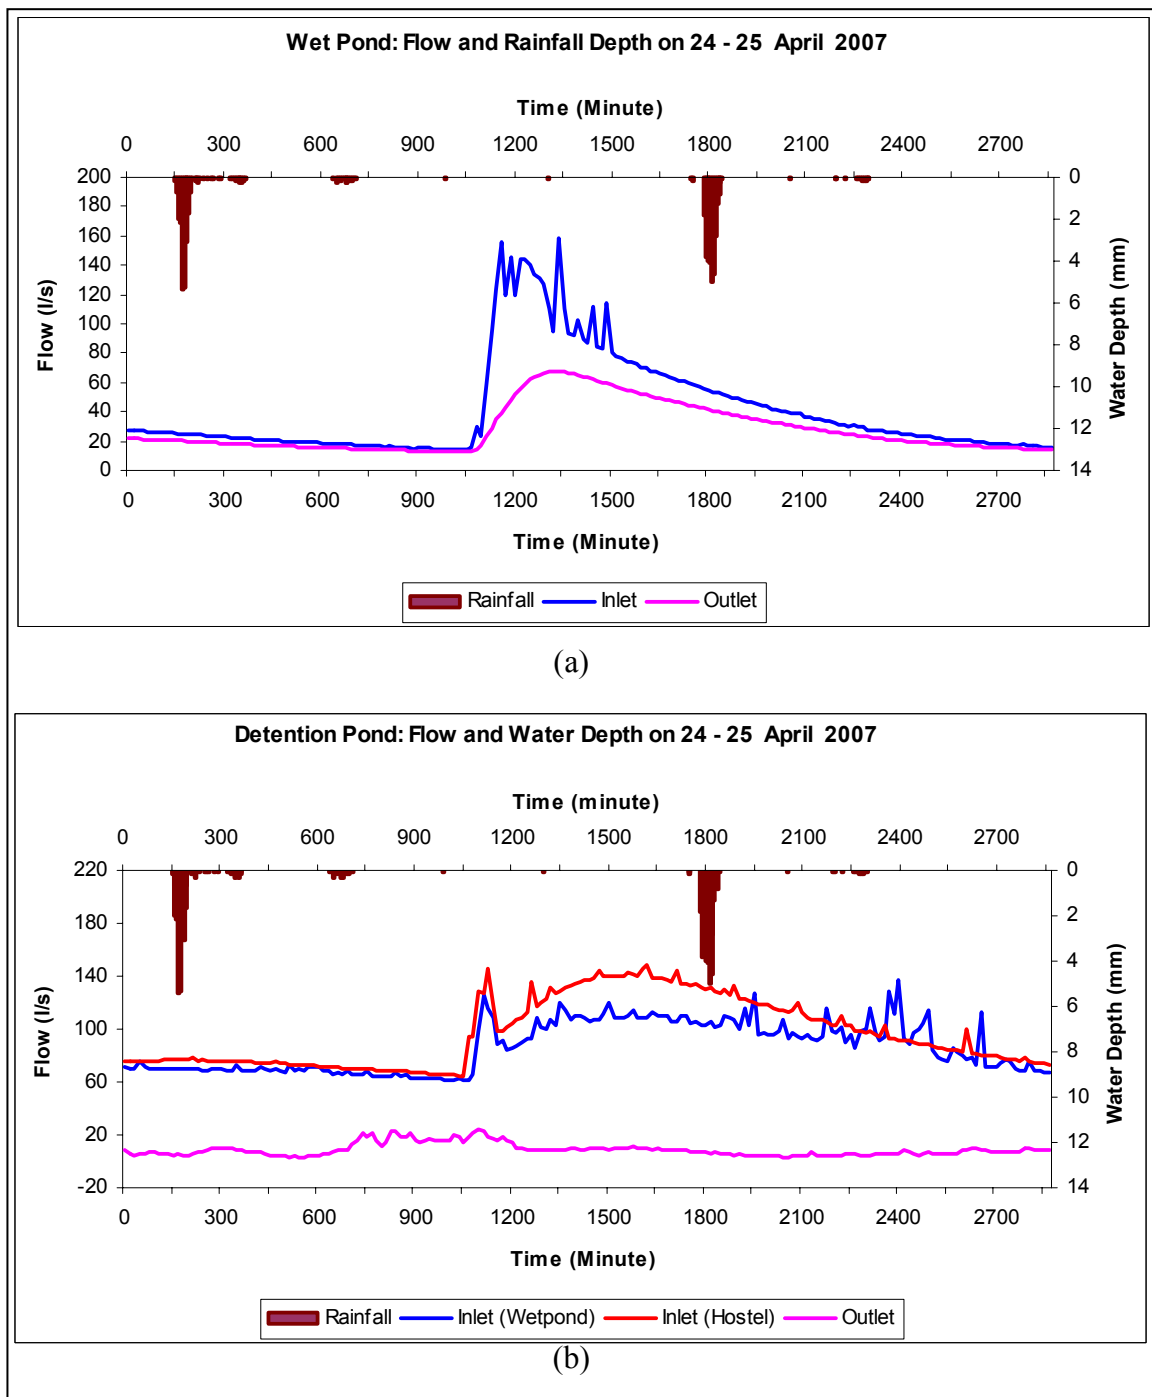 Wet Pond: Flow and Rainfall Depth on 24 - 25 April 2007
Time (Minute)
0 300 600 900 1200 1500 1800 2100 2400 2700
200
180
160
140
120
100
80
60
40
20
0
Flow (l/s)
0
2
4
6
8
10
12
14
Water Depth (mm)
0 300 600 900 1200 1500 1800 2100 2400 2700
Time (Minute)
Rainfall Inlet Outlet
(a)
Detention Pond: Flow and Water Depth on 24 - 25 April 2007
Time (minute)
0 300 600 900 1200 1500 1800 2100 2400 2700
220
180
140
100
60
20
-20
Flow (l/s)
0
2
4
6
8
10
12
14
Water Depth (mm)
0 300 600 900 1200 1500 1800 2100 2400 2700
Time (Minute)
Rainfall Inlet (Wetpond) Inlet (Hostel) Outlet
(b)